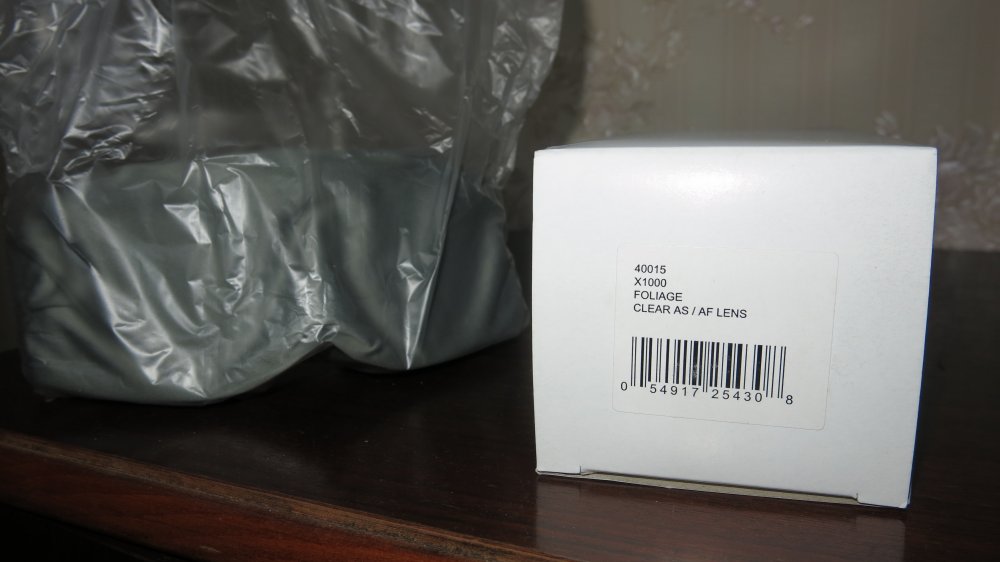 40015
X1000
FOLIAGE
CLEAR AS / AF LENS
0 54917 25430 8